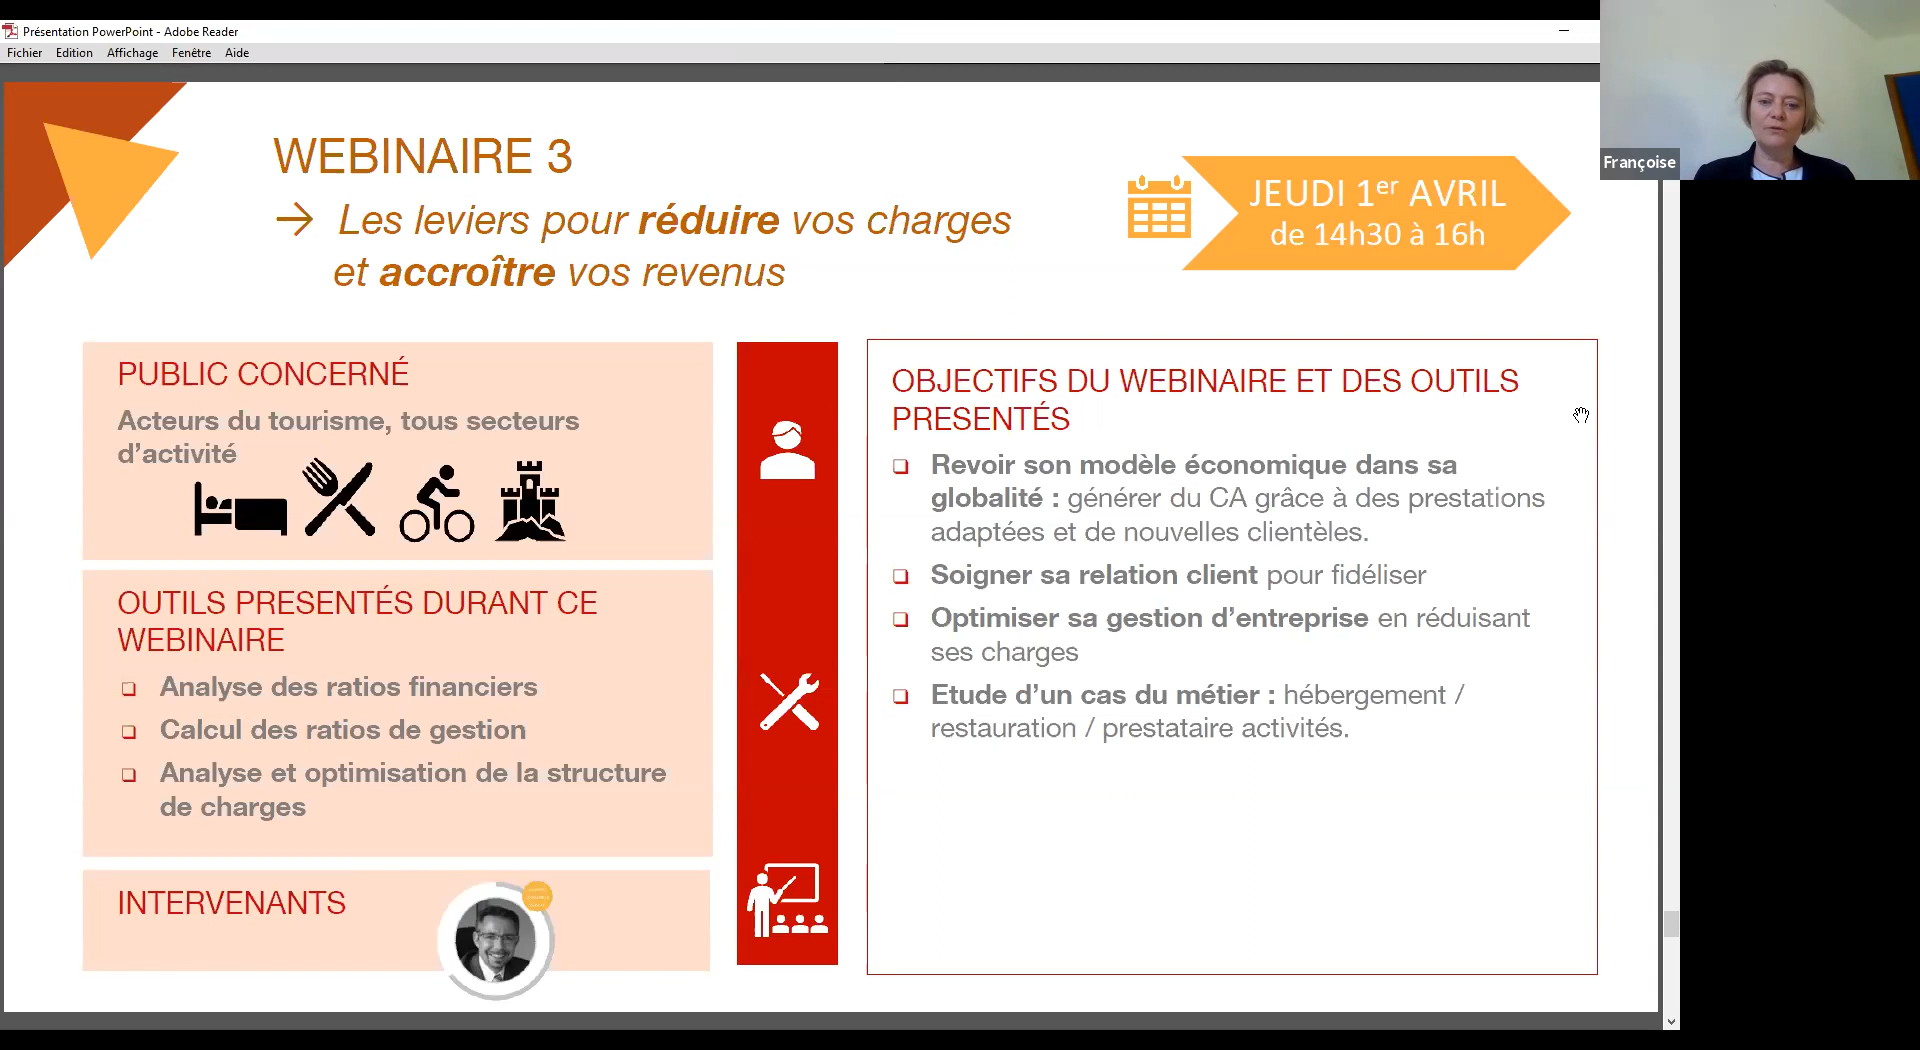 Présentation PowerPoint - Adobe Reader
Fichier Edition Affichage Fenêtre Aide
Françoise
WEBINAIRE 3
→ Les leviers pour réduire vos charges
et accroître vos revenus
JEUDI 1er AVRIL
de 14h30 à 16h
PUBLIC CONCERNÉ
Acteurs du tourisme, tous secteurs
d’activité
OUTILS PRESENTÉS DURANT CE
WEBINAIRE
❑ Analyse des ratios financiers
❑ Calcul des ratios de gestion
❑ Analyse et optimisation de la structure
de charges
INTERVENANTS
OBJECTIFS DU WEBINAIRE ET DES OUTILS
PRESENTÉS
❑ Revoir son modèle économique dans sa
globalité : générer du CA grâce à des prestations
adaptées et de nouvelles clientèles.
❑ Soigner sa relation client pour fidéliser
❑ Optimiser sa gestion d’entreprise en réduisant
ses charges
❑ Etude d’un cas du métier : hébergement /
restauration / prestataire activités.